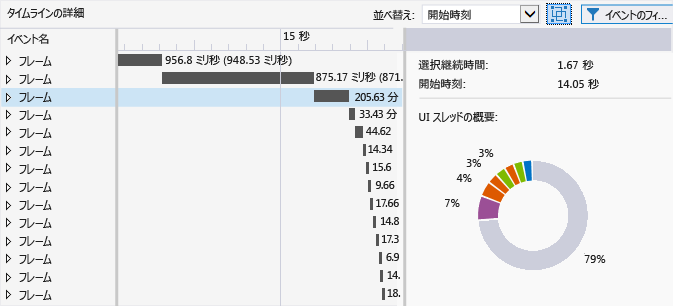 タイムラインの詳細
並べ替え: 開始時刻
イベントのフィ...
イベント名
15 秒
フレーム 956.8 ミリ秒 (948.53 ミリ秒)
フレーム 875.17 ミリ秒 (871.
フレーム 205.63 分
フレーム 33.43 分
フレーム 44.62
フレーム 14.34
フレーム 15.6
フレーム 9.66
フレーム 17.66
フレーム 14.8
フレーム 17.3
フレーム 6.9
フレーム 14.
フレーム 18.
選択継続時間: 1.67 秒
開始時刻: 14.05 秒
UI スレッドの概要:
3%
3%
4%
7%
79%